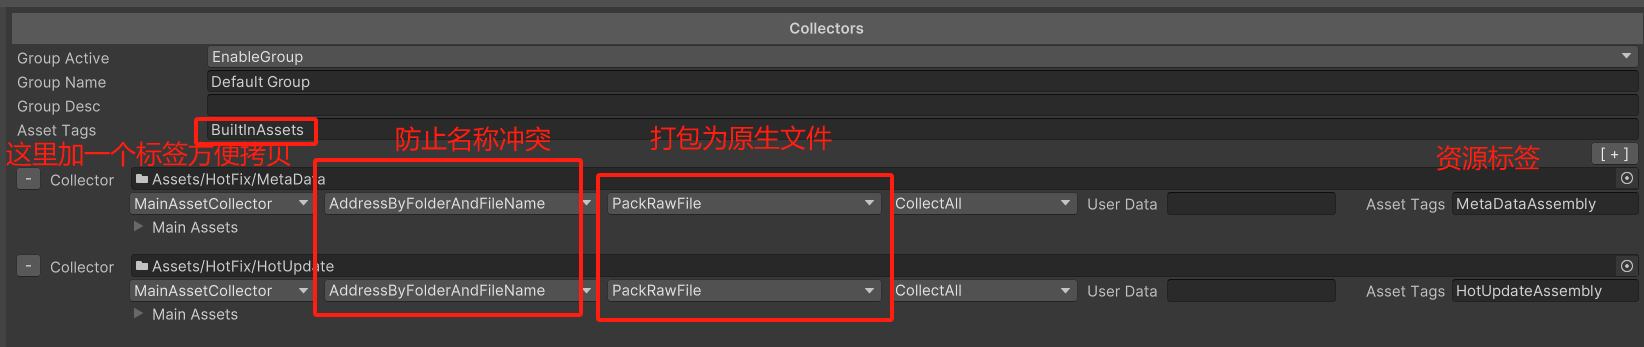 Collectors
Group Active EnableGroup
Group Name Default Group
Group Desc
Asset Tags BuiltInAssets
防止名称冲突 打包为原生文件
这里加一个标签方便拷贝 资源标签
[ + ]
- Collector Assets/HotFix/MetaData
MainAssetCollector AddressByFolderAndFileName PackRawFile CollectAll User Data Asset Tags MetaDataAssembly
Main Assets
- Collector Assets/HotFix/HotUpdate
MainAssetCollector AddressByFolderAndFileName PackRawFile CollectAll User Data Asset Tags HotUpdateAssembly
Main Assets